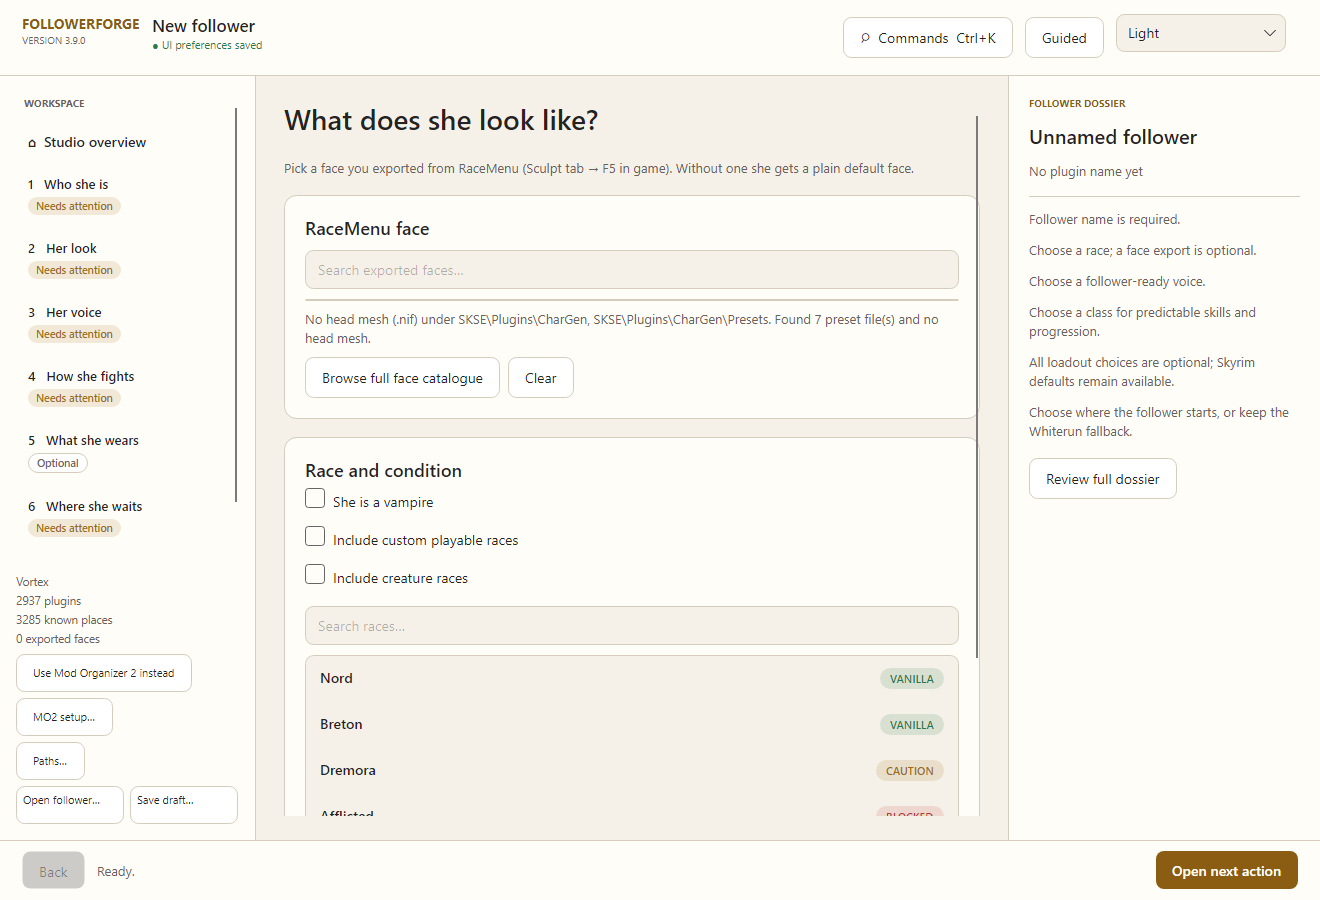 FOLLOWERFORGE
VERSION 3.9.0
New follower
● UI preferences saved
Commands Ctrl+K
Guided
Light
WORKSPACE
Studio overview
1 Who she is
Needs attention
2 Her look
Needs attention
3 Her voice
Needs attention
4 How she fights
Needs attention
5 What she wears
Optional
6 Where she waits
Needs attention
Vortex
2937 plugins
3285 known places
0 exported faces
Use Mod Organizer 2 instead
MO2 setup...
Paths...
Open follower...
Save draft...
What does she look like?
Pick a face you exported from RaceMenu (Sculpt tab → F5 in game). Without one she gets a plain default face.
RaceMenu face
Search exported faces...
No head mesh (.nif) under SKSE\Plugins\CharGen, SKSE\Plugins\CharGen\Presets. Found 7 preset file(s) and no
head mesh.
Browse full face catalogue
Clear
Race and condition
She is a vampire
Include custom playable races
Include creature races
Search races...
Nord
VANILLA
Breton
VANILLA
Dremora
CAUTION
Afflicted
BLOCKED
FOLLOWER DOSSIER
Unnamed follower
No plugin name yet
Follower name is required.
Choose a race; a face export is optional.
Choose a follower-ready voice.
Choose a class for predictable skills and
progression.
All loadout choices are optional; Skyrim
defaults remain available.
Choose where the follower starts, or keep the
Whiterun fallback.
Review full dossier
Back
Ready.
Open next action